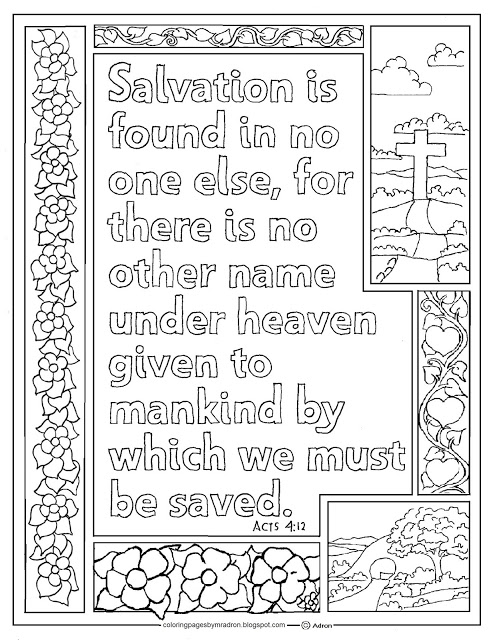 Salvation is
found in no
one else, for
there is no
other name
under heaven
given to
mankind by
which we must
be saved.
Acts 4:12
coloringpagesbymradron.blogspot.com © Adron